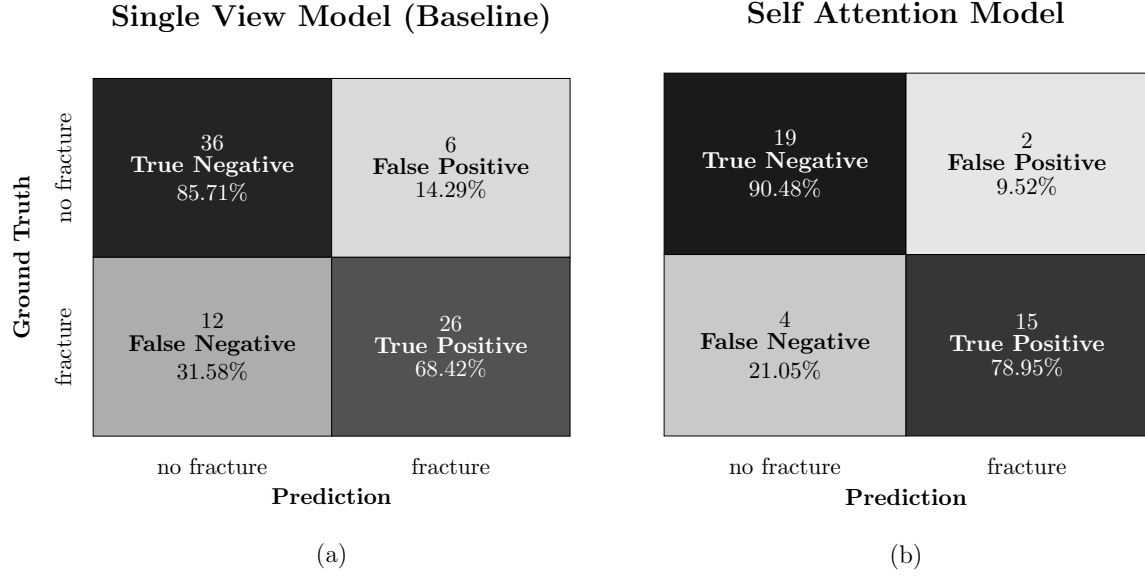 Single View Model (Baseline)
Ground Truth
no fracture
fracture
36
True Negative
85.71%
6
False Positive
14.29%
12
False Negative
31.58%
26
True Positive
68.42%
no fracture
fracture
Prediction
(a)
Self Attention Model
19
True Negative
90.48%
2
False Positive
9.52%
4
False Negative
21.05%
15
True Positive
78.95%
no fracture
fracture
Prediction
(b)